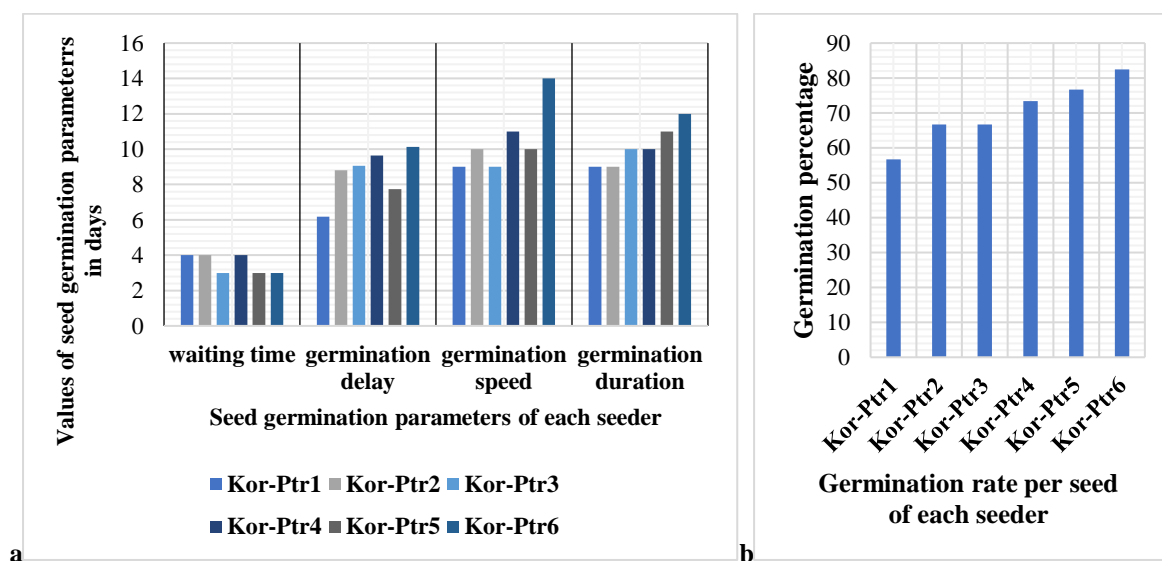 Values of seed germination parameterrs
in days
16
14
12
10
8
6
4
2
0
waiting time germination germination germination
delay speed duration
Seed germination parameters of each seeder
Kor-Ptr1 Kor-Ptr2 Kor-Ptr3
Kor-Ptr4 Kor-Ptr5 Kor-Ptr6
a
Germination percentage
90
80
70
60
50
40
30
20
10
0
Kor-Ptr1
Kor-Ptr2
Kor-Ptr3
Kor-Ptr4
Kor-Ptr5
Kor-Ptr6
Germination rate per seed
of each seeder
b